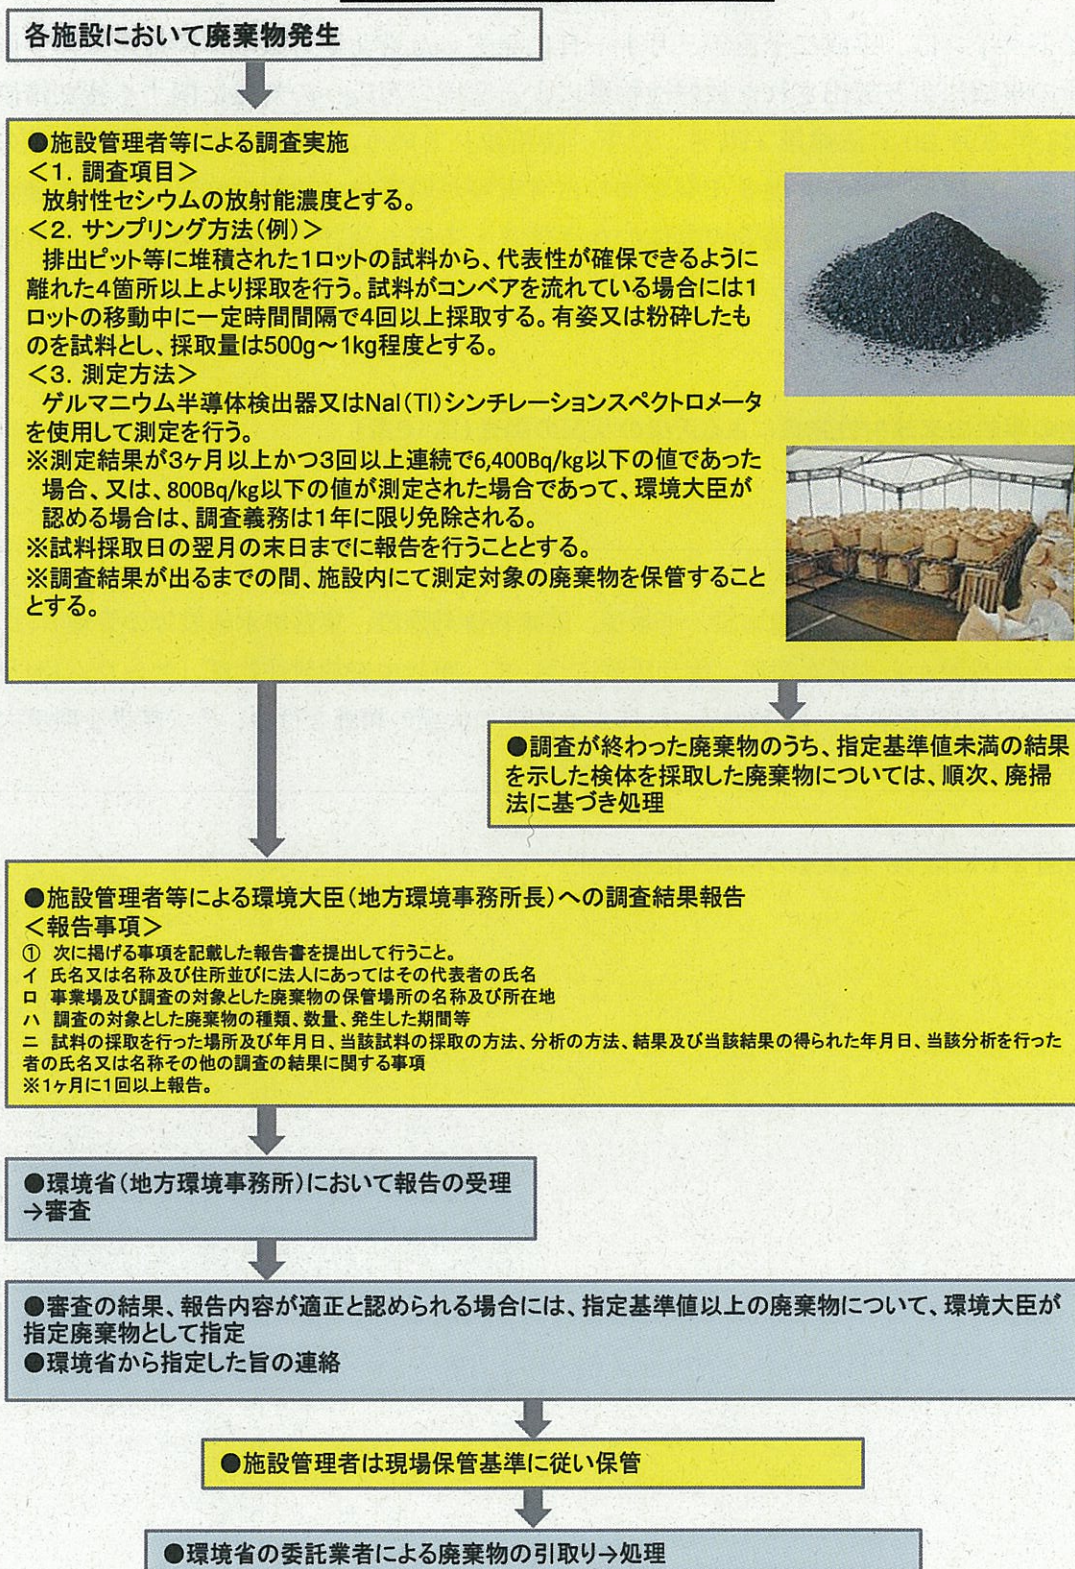 各施設において廃棄物発生
●施設管理者等による調査実施
＜1. 調査項目＞
放射性セシウムの放射能濃度とする。
＜2. サンプリング方法(例)＞
排出ピット等に堆積された1ロットの試料から、代表性が確保できるように
離れた4箇所以上より採取を行う。試料がコンベアを流れている場合には1
ロットの移動中に一定時間間隔で4回以上採取する。有姿又は粉砕したも
のを試料とし、採取量は500g～1kg程度とする。
＜3. 測定方法＞
ゲルマニウム半導体検出器又はNaI(Tl)シンチレーションスペクトロメータ
を使用して測定を行う。
※測定結果が3ヶ月以上かつ3回以上連続で6,400Bq/kg以下の値であった
場合、又は、800Bq/kg以下の値が測定された場合であって、環境大臣が
認める場合は、調査義務は1年に限り免除される。
※試料採取日の翌月の末日までに報告を行うこととする。
※調査結果が出るまでの間、施設内にて測定対象の廃棄物を保管すること
とする。
●調査が終わった廃棄物のうち、指定基準値未満の結果
を示した検体を採取した廃棄物については、順次、廃掃
法に基づき処理
●施設管理者等による環境大臣(地方環境事務所長)への調査結果報告
＜報告事項＞
① 次に掲げる事項を記載した報告書を提出して行うこと。
イ 氏名又は名称及び住所並びに法人にあってはその代表者の氏名
ロ 事業場及び調査の対象とした廃棄物の保管場所の名称及び所在地
ハ 調査の対象とした廃棄物の種類、数量、発生した期間等
ニ 試料の採取を行った場所及び年月日、当該試料の採取の方法、分析の方法、結果及び当該結果の得られた年月日、当該分析を行った
者の氏名又は名称その他の調査の結果に関する事項
※1ヶ月に1回以上報告。
●環境省(地方環境事務所)において報告の受理
→審査
●審査の結果、報告内容が適正と認められる場合には、指定基準値以上の廃棄物について、環境大臣が
指定廃棄物として指定
●環境省から指定した旨の連絡
●施設管理者は現場保管基準に従い保管
●環境省の委託業者による廃棄物の引取り→処理